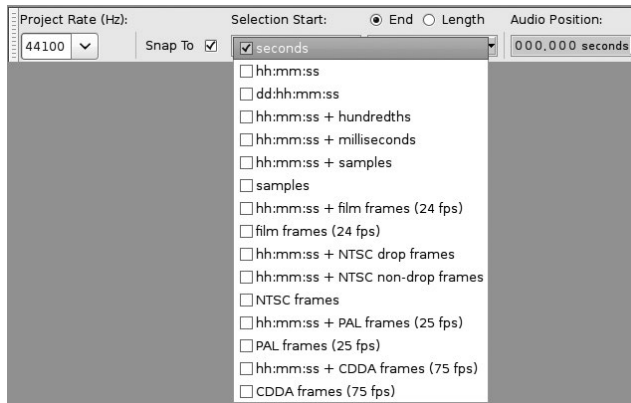 Project Rate (Hz): Selection Start: End Length Audio Position:
44100 Snap To seconds 000,000 seconds
hh:mm:ss
dd:hh:mm:ss
hh:mm:ss + hundredths
hh:mm:ss + milliseconds
hh:mm:ss + samples
samples
hh:mm:ss + film frames (24 fps)
film frames (24 fps)
hh:mm:ss + NTSC drop frames
hh:mm:ss + NTSC non-drop frames
NTSC frames
hh:mm:ss + PAL frames (25 fps)
PAL frames (25 fps)
hh:mm:ss + CDDA frames (75 fps)
CDDA frames (75 fps)